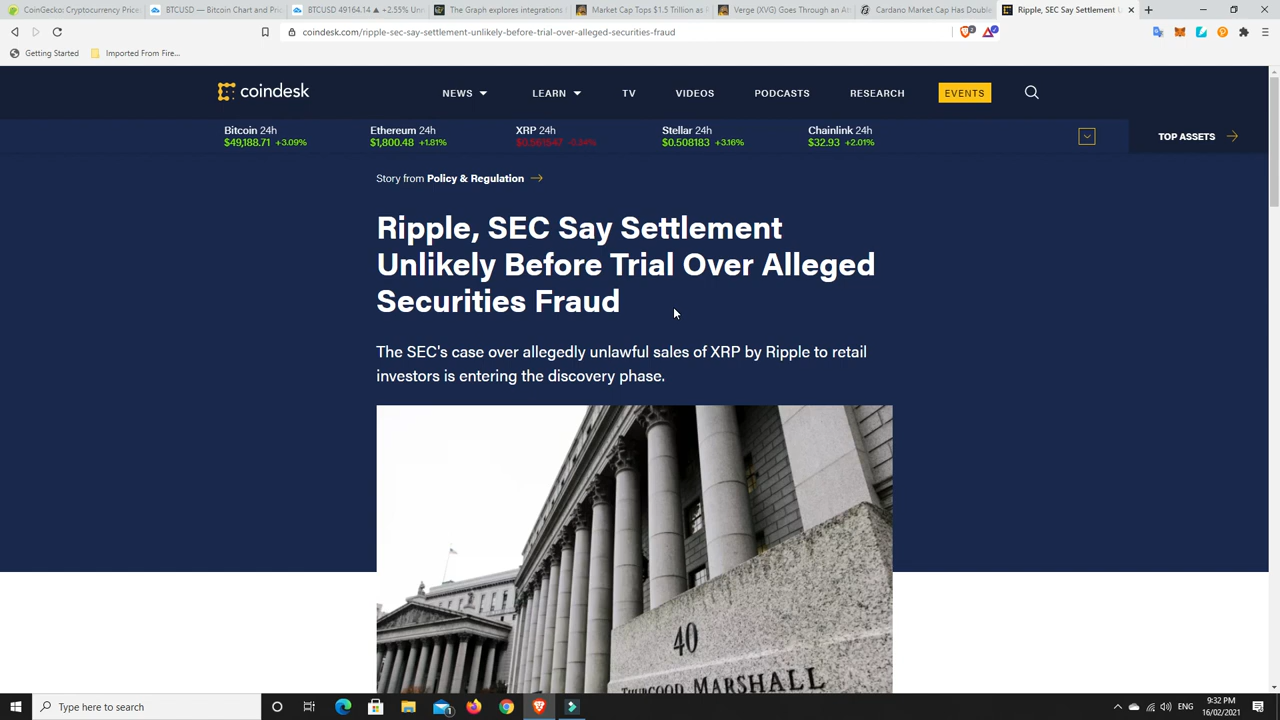 CoinGecko: Cryptocurrency Price
BTCUSD — Bitcoin Chart and Pri
BTCUSD 49164.14 ▲ +2.55% Unn
The Graph explores integrations
Market Cap Tops $1.5 Trillion as
Verge (XVG) Goes Through an At
Cardano Market Cap Has Double
Ripple, SEC Say Settlement U
coindesk.com/ripple-sec-say-settlement-unlikely-before-trial-over-alleged-securities-fraud
Getting Started
Imported From Fire...
coindesk
NEWS
LEARN
TV
VIDEOS
PODCASTS
RESEARCH
EVENTS
Bitcoin 24h
$49,188.71 +3.09%
Ethereum 24h
$1,800.48 +1.81%
XRP 24h
Stellar 24h
$0.508183 +3.16%
Chainlink 24h
$32.93 +2.01%
TOP ASSETS
Story from Policy & Regulation
Ripple, SEC Say Settlement
Unlikely Before Trial Over Alleged
Securities Fraud
The SEC's case over allegedly unlawful sales of XRP by Ripple to retail
investors is entering the discovery phase.
40
THURGOOD MARSHALL
Type here to search
ENG
9:32 PM
16/02/2021